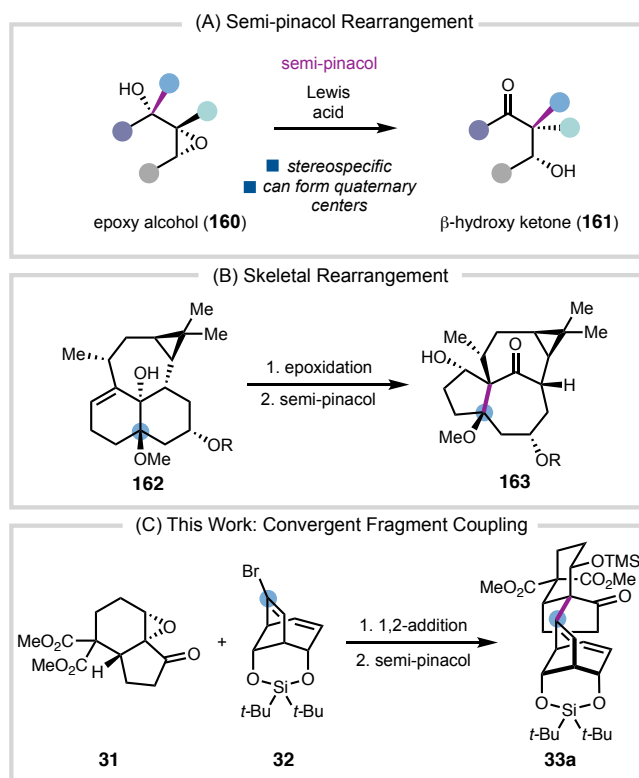 (A) Semi-pinacol Rearrangement
HO
O
semi-pinacol
Lewis
acid
stereospecific
can form quaternary
centers
O
OH
epoxy alcohol (160)
β-hydroxy ketone (161)
(B) Skeletal Rearrangement
Me
Me
Me
OH
OMe
OR
162
1. epoxidation
2. semi-pinacol
Me
Me
Me
HO
O
H
MeO
OR
163
(C) This Work: Convergent Fragment Coupling
MeO₂C
MeO₂C
H
O
O
31
+
Br
O
O
Si
t-Bu
t-Bu
32
1. 1,2-addition
2. semi-pinacol
OTMS
MeO₂C
CO₂Me
O
O
O
Si
t-Bu
t-Bu
33a